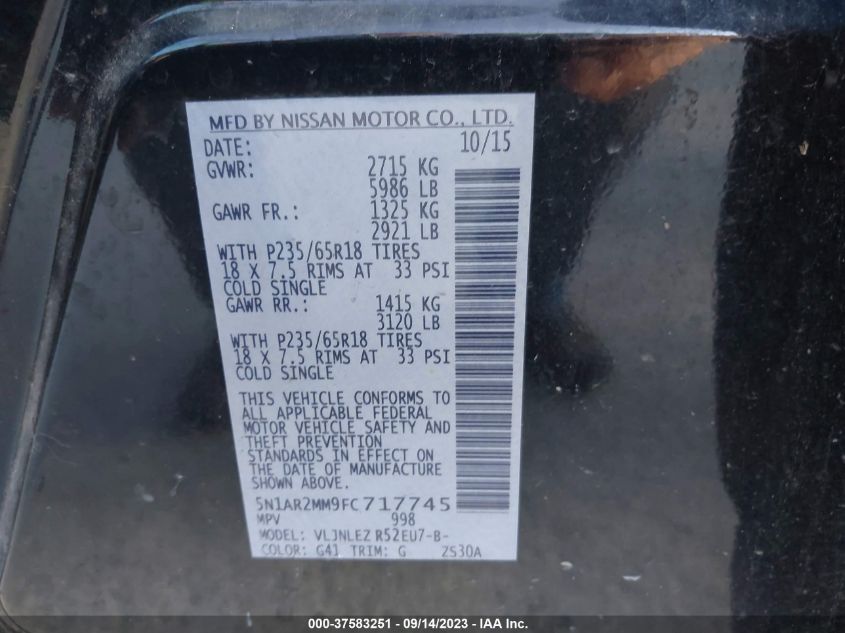 MFD BY NISSAN MOTOR CO., LTD.
DATE: 10/15
GVWR: 2715 KG
5986 LB
GAWR FR.: 1325 KG
2921 LB
WITH P235/65R18 TIRES
18 X 7.5 RIMS AT 33 PSI
COLD SINGLE
GAWR RR.: 1415 KG
3120 LB
WITH P235/65R18 TIRES
18 X 7.5 RIMS AT 33 PSI
COLD SINGLE
THIS VEHICLE CONFORMS TO
ALL APPLICABLE FEDERAL
MOTOR VEHICLE SAFETY AND
THEFT PREVENTION
STANDARDS IN EFFECT ON
THE DATE OF MANUFACTURE
SHOWN ABOVE.
5N1AR2MM9FC717745
MPV 998
MODEL: VLJNLEZ R52EU7-B-
COLOR: G41 TRIM: G ZS30A
000-37583251 - 09/14/2023 - IAA Inc.